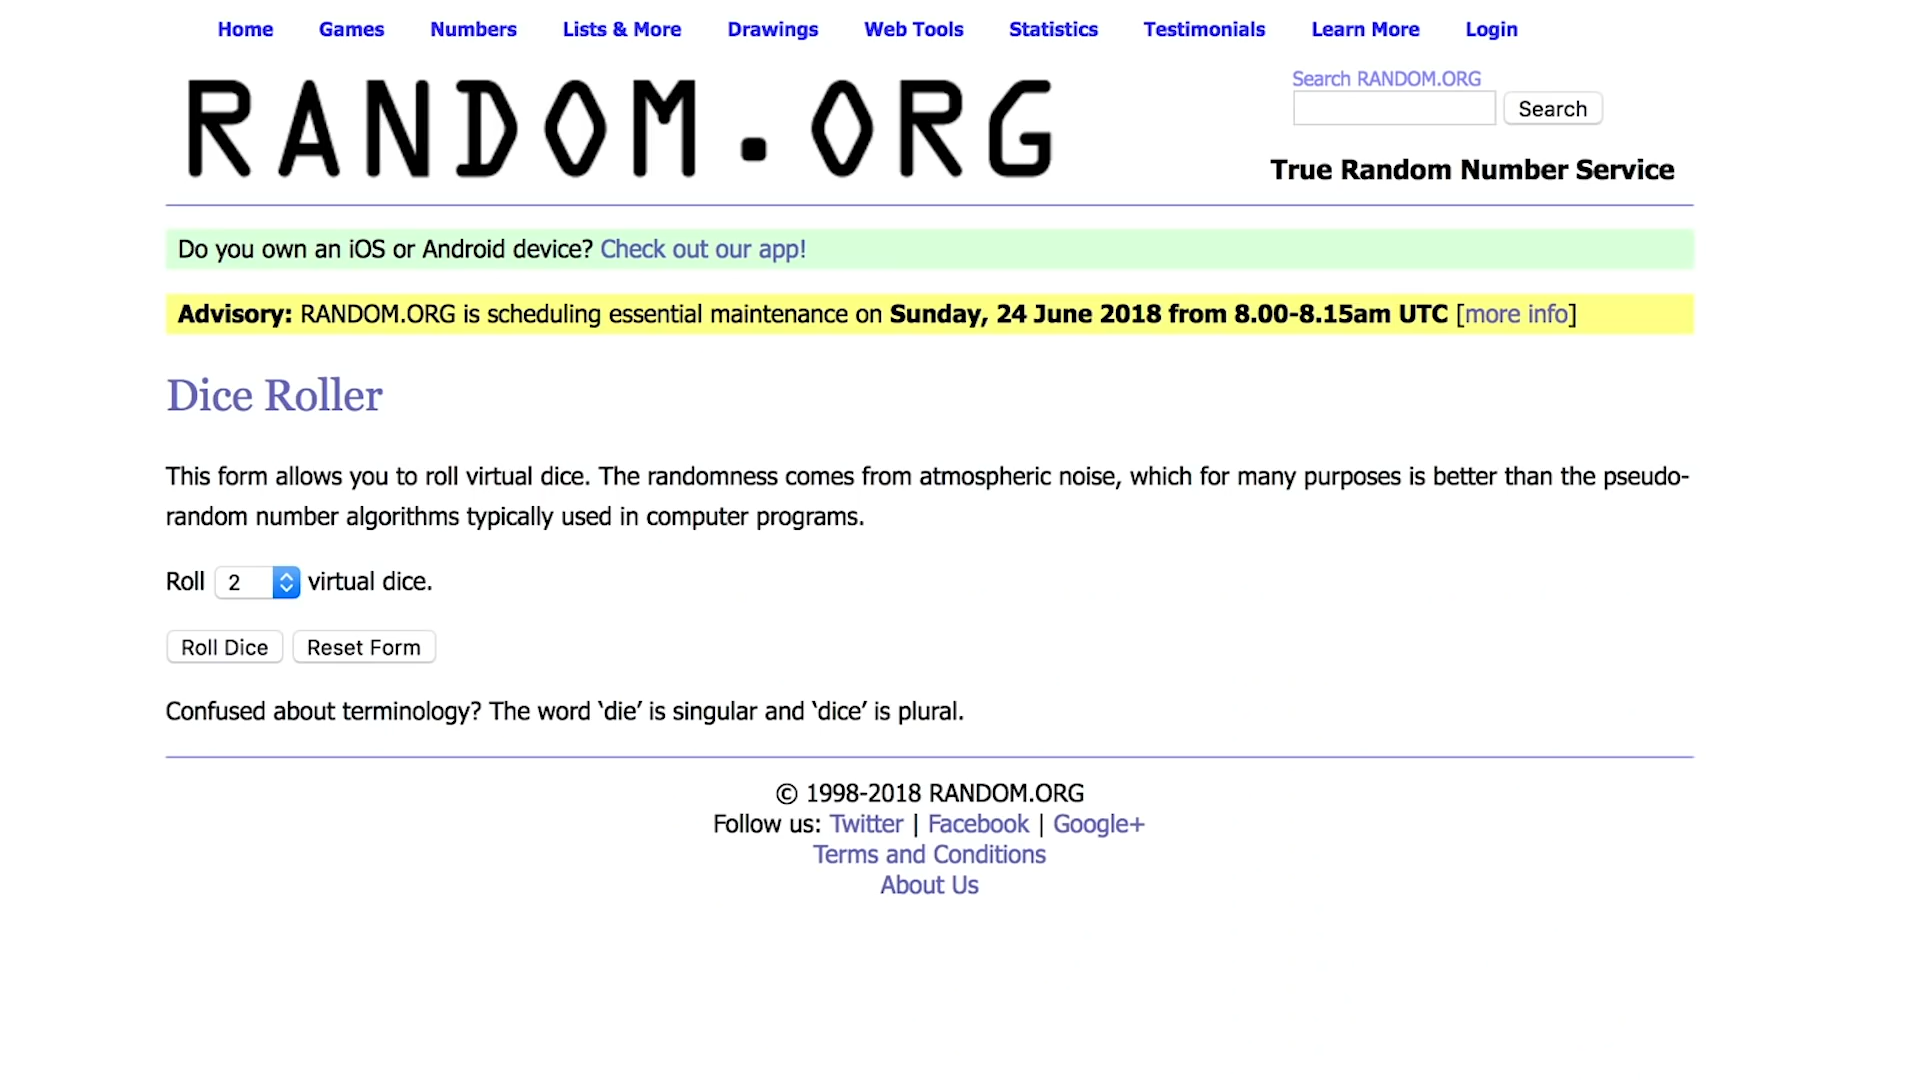 Home Games Numbers Lists & More Drawings Web Tools Statistics Testimonials Learn More Login
RANDOM.ORG
Search RANDOM.ORG
Search
True Random Number Service
Do you own an iOS or Android device? Check out our app!
Advisory: RANDOM.ORG is scheduling essential maintenance on Sunday, 24 June 2018 from 8.00-8.15am UTC [more info]
Dice Roller
This form allows you to roll virtual dice. The randomness comes from atmospheric noise, which for many purposes is better than the pseudo-
random number algorithms typically used in computer programs.
Roll 2 virtual dice.
Roll Dice Reset Form
Confused about terminology? The word ‘die’ is singular and ‘dice’ is plural.
© 1998-2018 RANDOM.ORG
Follow us: Twitter | Facebook | Google+
Terms and Conditions
About Us